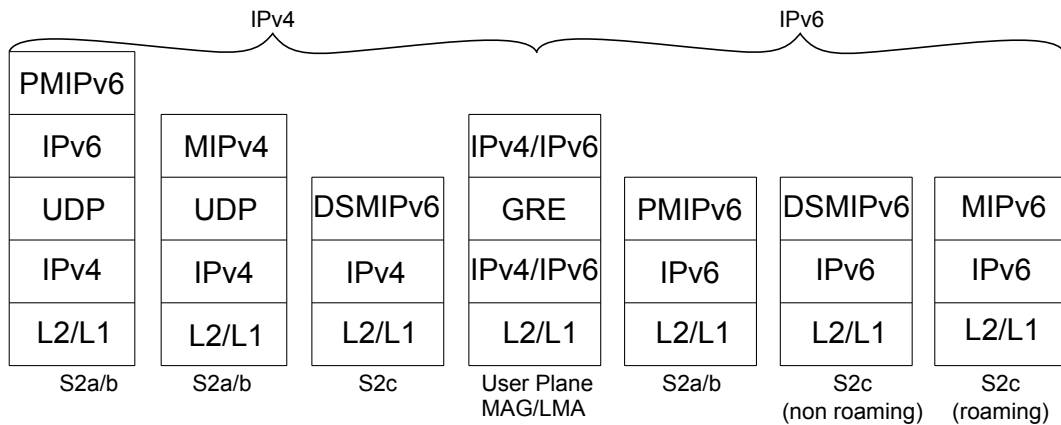 IPv4
IPv6
PMIPv6
IPv6
UDP
IPv4
L2/L1
S2a/b
MIPv4
UDP
IPv4
L2/L1
S2a/b
DSMIPv6
IPv4
L2/L1
S2c
IPv4/IPv6
GRE
IPv4/IPv6
L2/L1
User Plane
MAG/LMA
PMIPv6
IPv6
L2/L1
S2a/b
DSMIPv6
IPv6
L2/L1
S2c
(non roaming)
MIPv6
IPv6
L2/L1
S2c
(roaming)